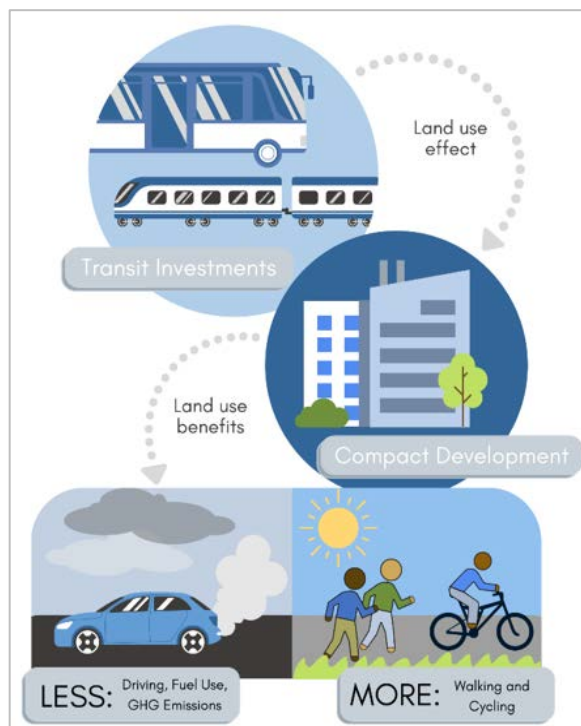 Land use
effect
Transit Investments
Land use
benefits
Compact Development
LESS: Driving, Fuel Use,
GHG Emissions
MORE: Walking and
Cycling